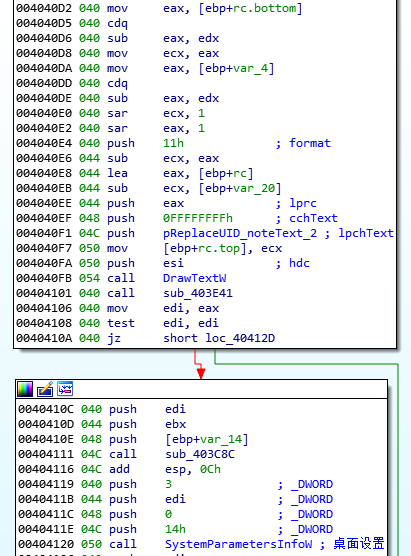 004040D2 040 mov     eax, [ebp+rc.bottom]
004040D5 040 cdq
004040D6 040 sub     eax, edx
004040D8 040 mov     ecx, eax
004040DA 040 mov     eax, [ebp+var_4]
004040DD 040 cdq
004040DE 040 sub     eax, edx
004040E0 040 sar     ecx, 1
004040E2 040 sar     eax, 1
004040E4 040 push    11h             ; format
004040E6 044 sub     ecx, eax
004040E8 044 lea     eax, [ebp+rc]
004040EB 044 sub     ecx, [ebp+var_20]
004040EE 044 push    eax             ; lprc
004040EF 048 push    0FFFFFFFFh      ; cchText
004040F1 04C push    pReplaceUID_noteText_2 ; lpchText
004040F7 050 mov     [ebp+rc.top], ecx
004040FA 050 push    esi             ; hdc
004040FB 054 call    DrawTextW
00404101 040 call    sub_403E41
00404106 040 mov     edi, eax
00404108 040 test    edi, edi
0040410A 040 jz      short loc_40412D
0040410C 040 push    edi
0040410D 044 push    ebx
0040410E 048 push    [ebp+var_14]
00404111 04C call    sub_403C8C
00404116 04C add     esp, 0Ch
00404119 040 push    3               ; _DWORD
0040411B 044 push    edi             ; _DWORD
0040411C 048 push    0               ; _DWORD
0040411E 04C push    14h             ; _DWORD
00404120 050 call    SystemParametersInfoW ; 桌面设置